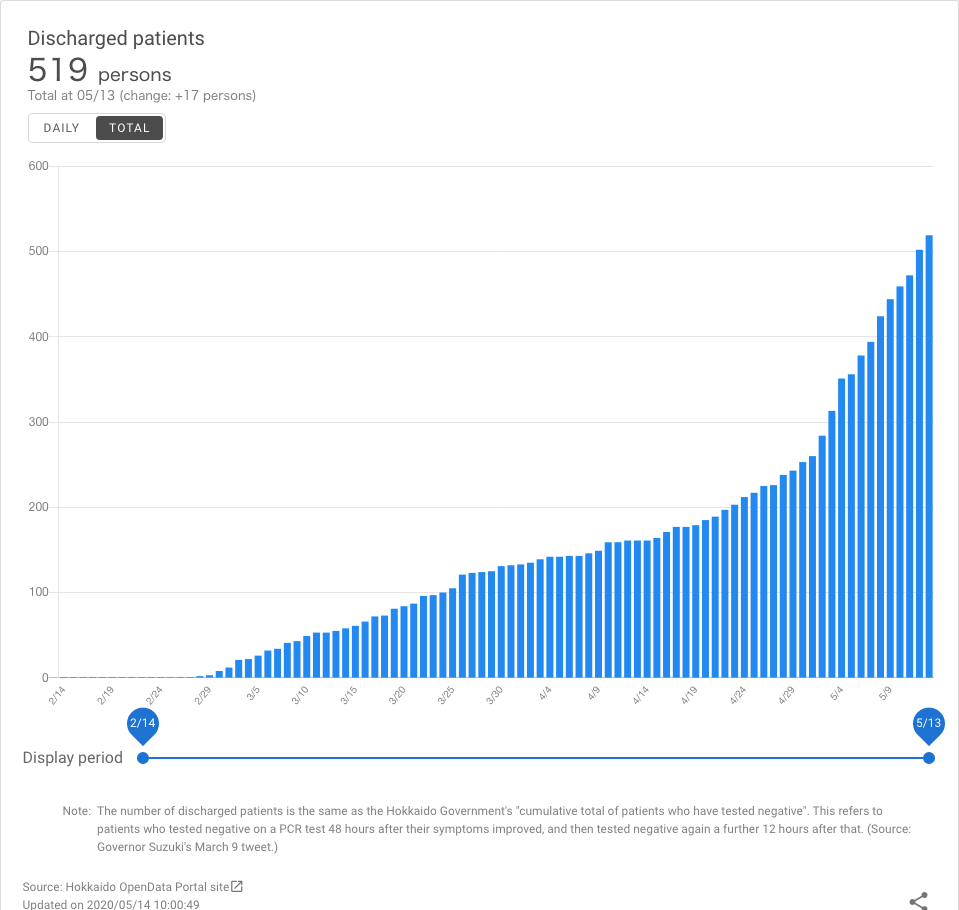 Discharged patients
519 persons
Total at 05/13 (change: +17 persons)
DAILY TOTAL
600
500
400
300
200
100
0
2/14 2/19 2/24 2/29 3/5 3/10 3/15 3/20 3/25 3/30 4/4 4/9 4/14 4/19 4/24 4/29 5/4 5/9
2/14 5/13
Display period
Note: The number of discharged patients is the same as the Hokkaido Government's "cumulative total of patients who have tested negative". This refers to
patients who tested negative on a PCR test 48 hours after their symptoms improved, and then tested negative again a further 12 hours after that. (Source:
Governor Suzuki's March 9 tweet.)
Source: Hokkaido OpenData Portal site
Updated on 2020/05/14 10:00:49